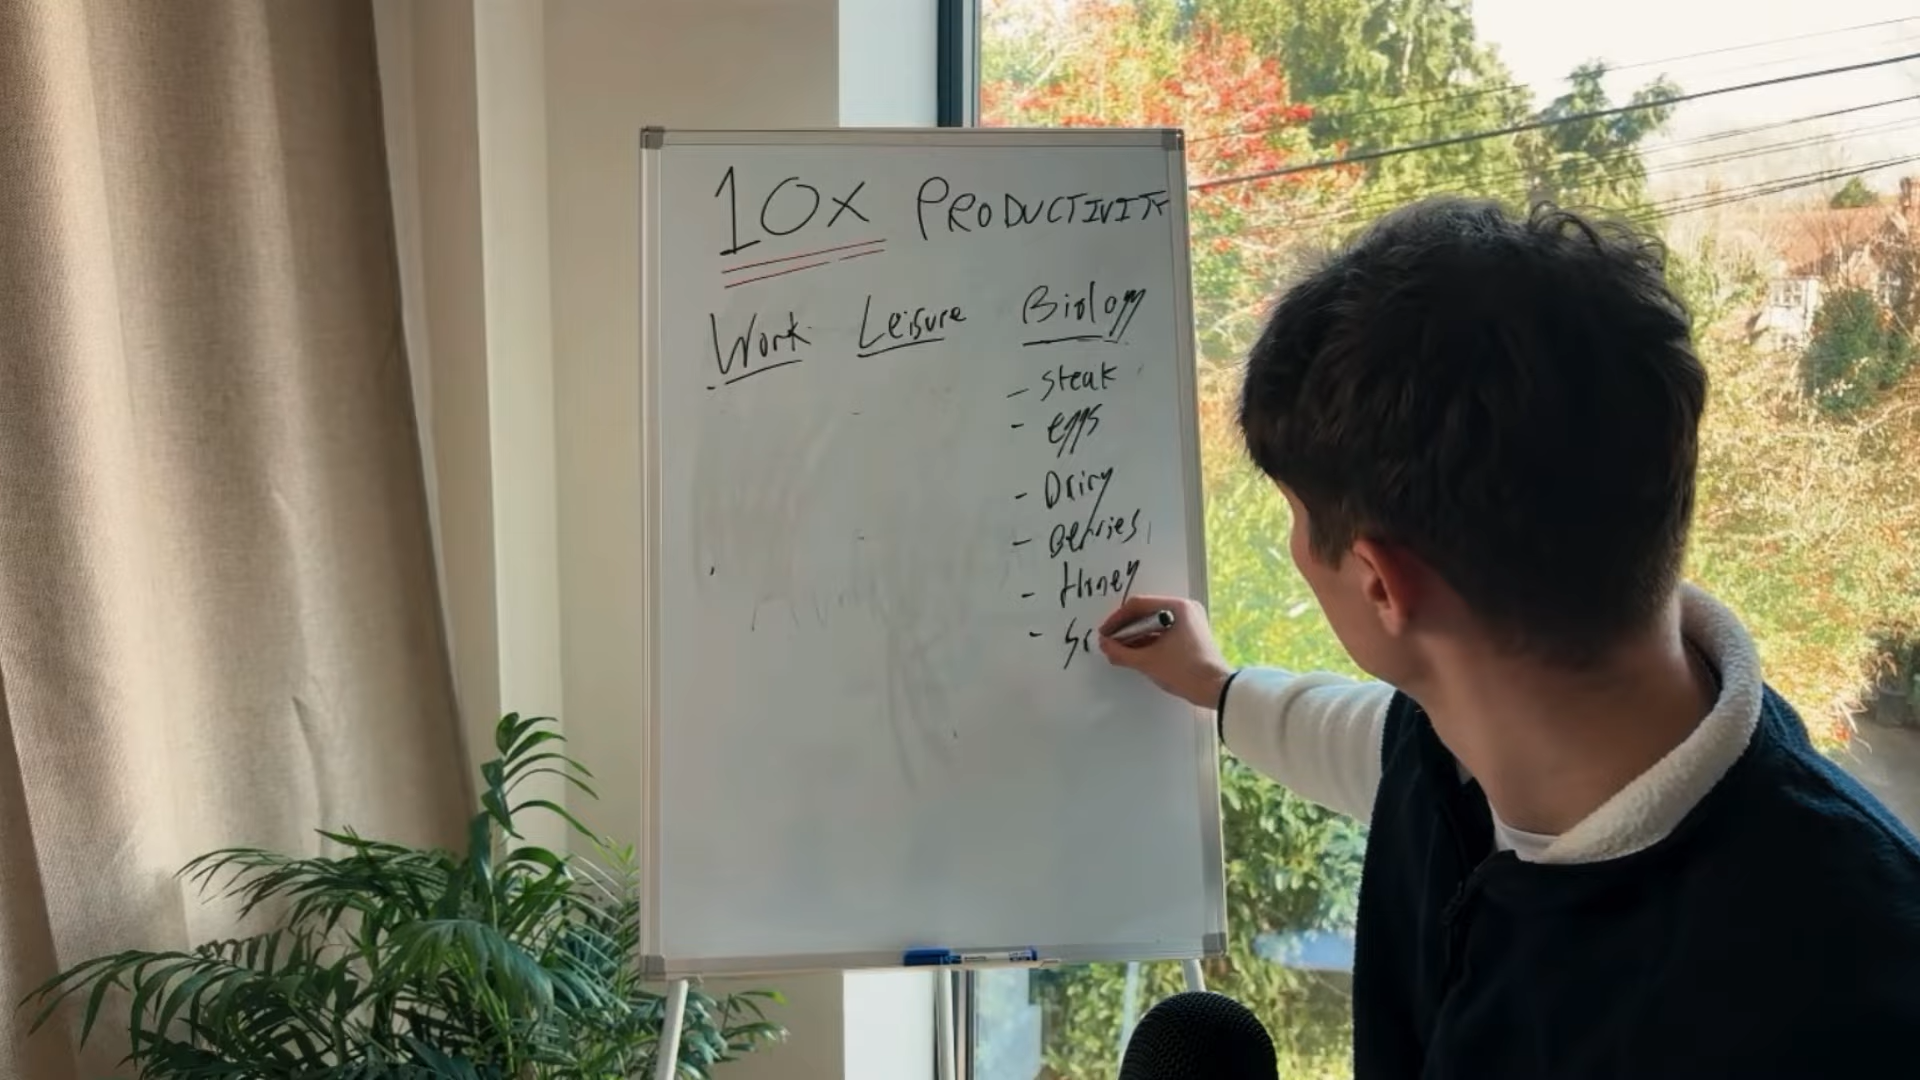 10x PRODUCTIVITY
Work Leisure Biology
- steak
- eggs
- Dairy
- Berries
- Honey